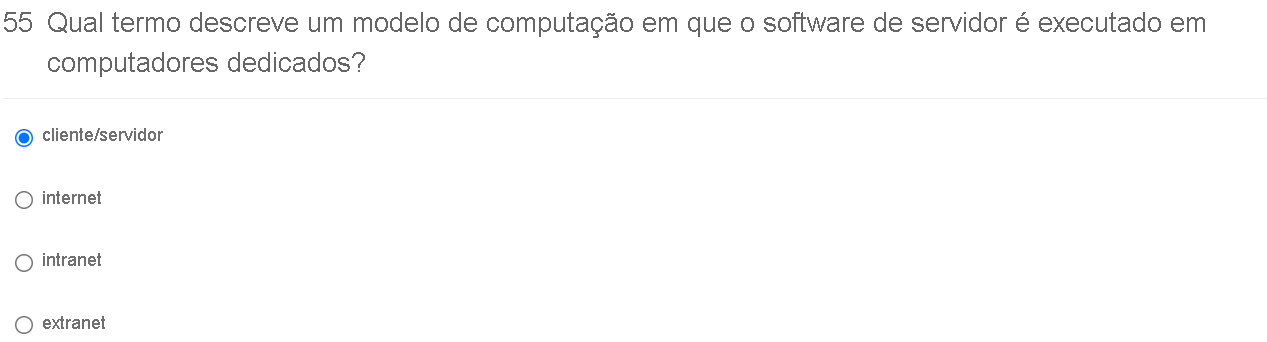 55 Qual termo descreve um modelo de computação em que o software de servidor é executado em
computadores dedicados?
cliente/servidor
internet
intranet
extranet